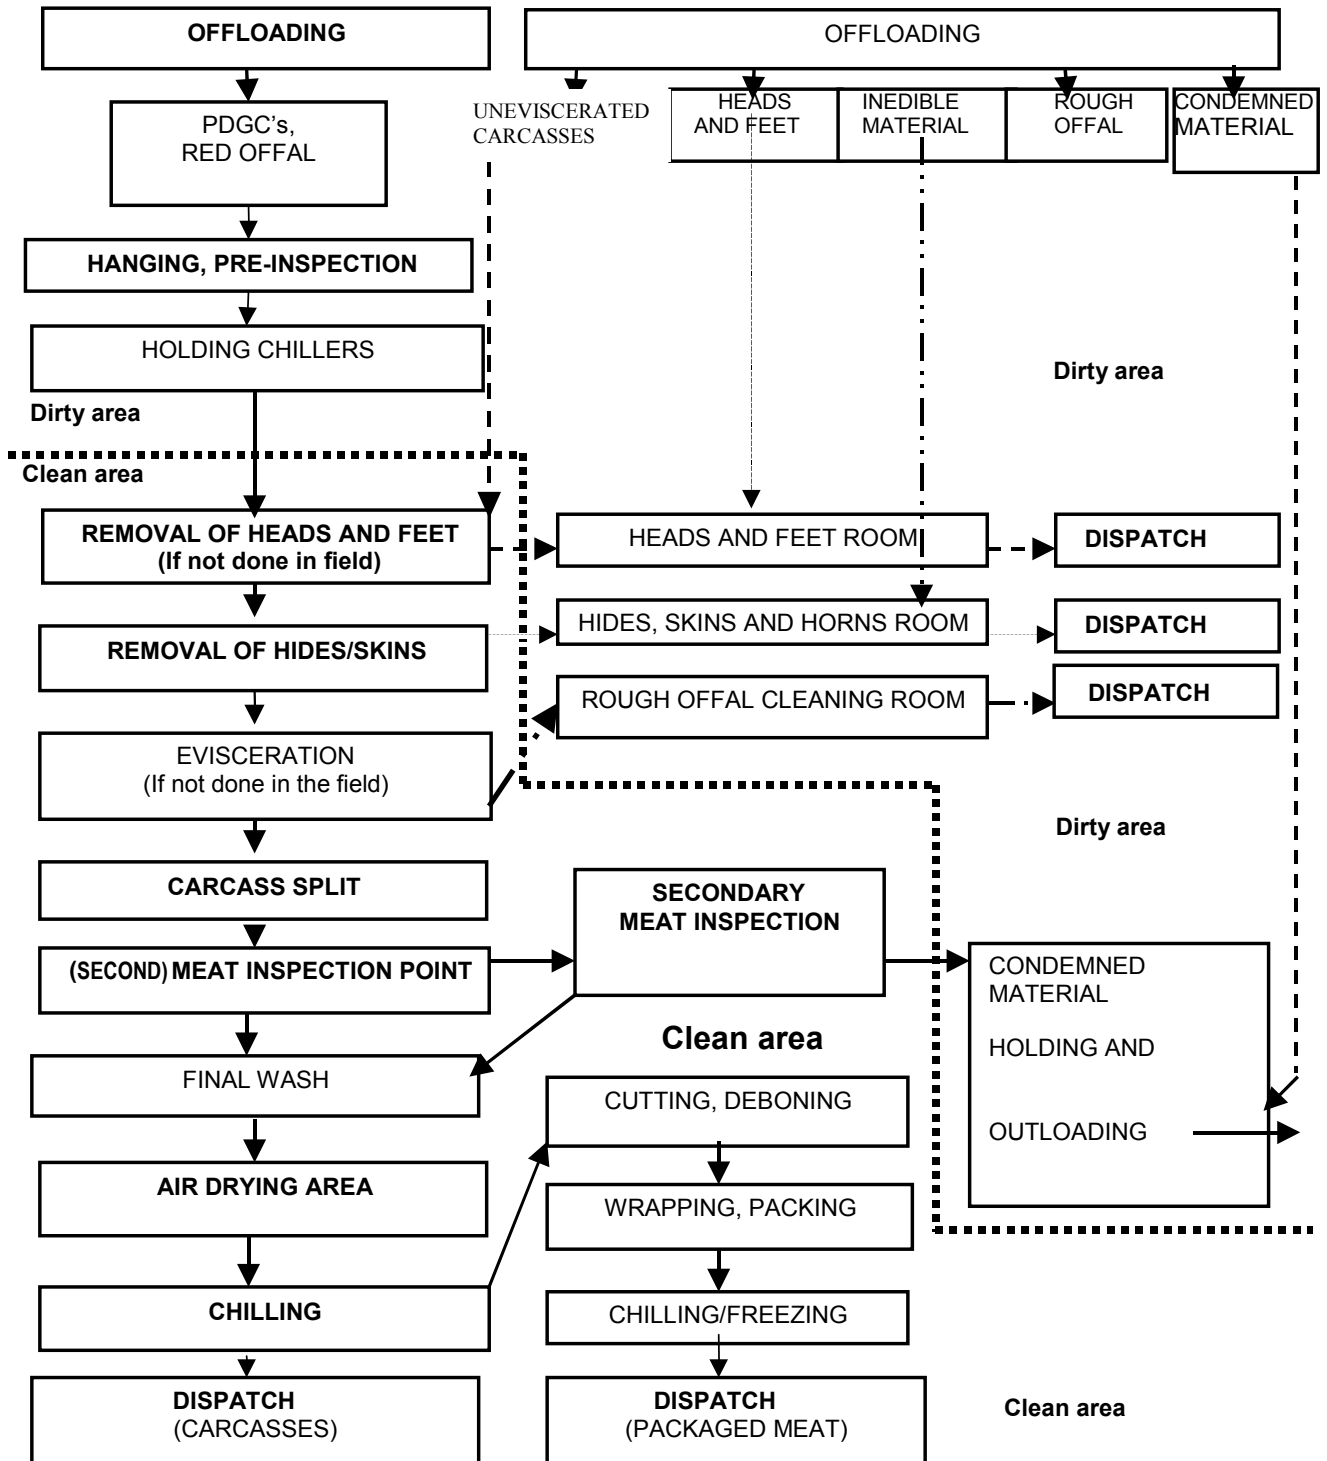 OFFLOADING
PDGC's,
RED OFFAL
HANGING, PRE-INSPECTION
HOLDING CHILLERS
Dirty area
Clean area
OFFLOADING
UNEVISCERATED
CARCASSES
HEADS
AND FEET
INEDIBLE
MATERIAL
ROUGH
OFFAL
CONDEMNED
MATERIAL
Dirty area
REMOVAL OF HEADS AND FEET
(If not done in field)
HEADS AND FEET ROOM
DISPATCH
REMOVAL OF HIDES/SKINS
HIDES, SKINS AND HORNS ROOM
DISPATCH
ROUGH OFFAL CLEANING ROOM
DISPATCH
EVISCERATION
(If not done in the field)
Dirty area
CARCASS SPLIT
(SECOND) MEAT INSPECTION POINT
SECONDARY
MEAT INSPECTION
CONDEMNED
MATERIAL
HOLDING AND
OUTLOADING
Clean area
FINAL WASH
AIR DRYING AREA
CHILLING
DISPATCH
(CARCASSES)
CUTTING, DEBONING
WRAPPING, PACKING
CHILLING/FREEZING
DISPATCH
(PACKAGED MEAT)
Clean area